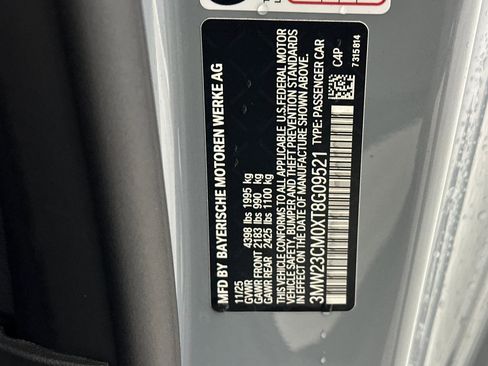 MFD BY BAYERISCHE MOTOREN WERKE AG
11/25
GVWR 4398 lbs 1995 kg
GAWR FRONT 2183 lbs 990 kg
GAWR REAR 2425 lbs 1100 kg
THIS VEHICLE CONFORMS TO ALL APPLICABLE U.S.FEDERAL MOTOR
VEHICLE SAFETY, BUMPER AND THEFT PREVENTION STANDARDS
IN EFFECT ON THE DATE OF MANUFACTURE SHOWN ABOVE.
3MW23CM0XT8G09521 TYPE: PASSENGER CAR
C4P
7315814